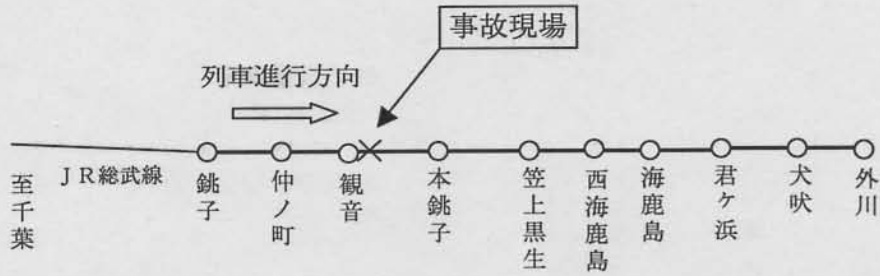 事故現場
列車進行方向
至千葉
JR総武線
銚子
仲ノ町
観音
本銚子
笠上黒生
西海鹿島
海鹿島
君ヶ浜
犬吠
外川